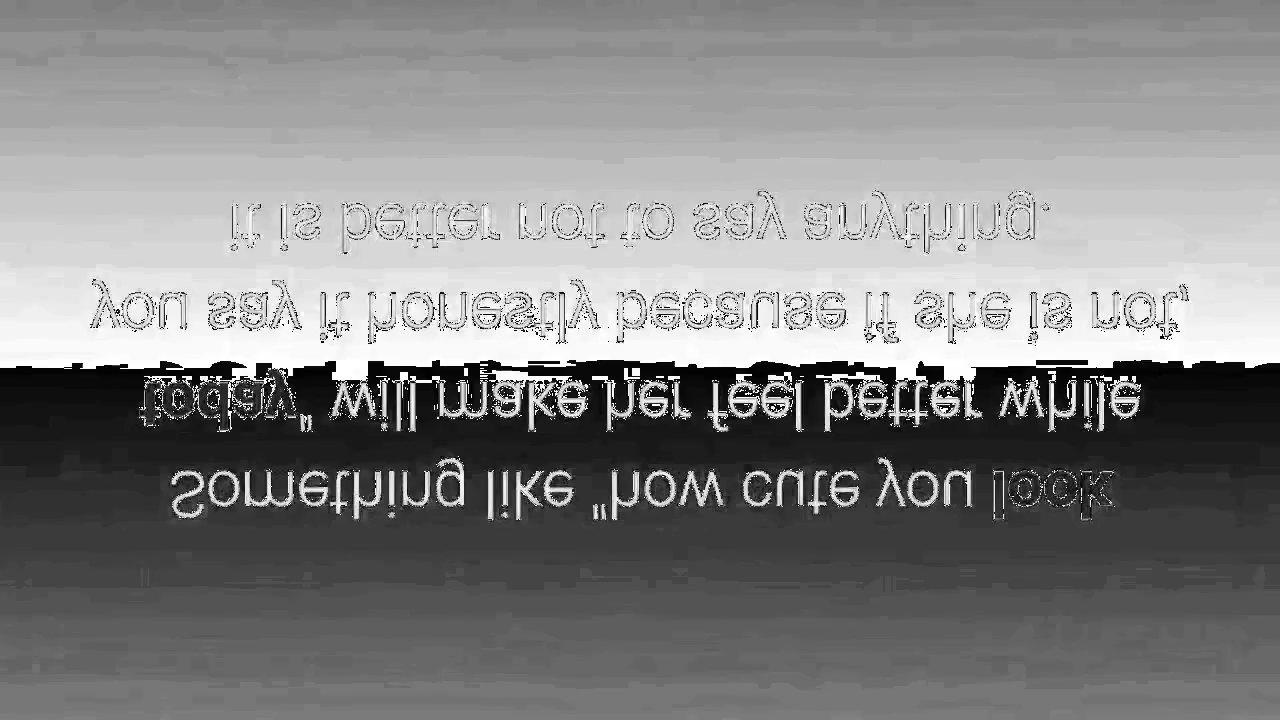 Something like "how cute you look
today" will make her feel better while
you say it honestly because if she is not,
it is better not to say anything.